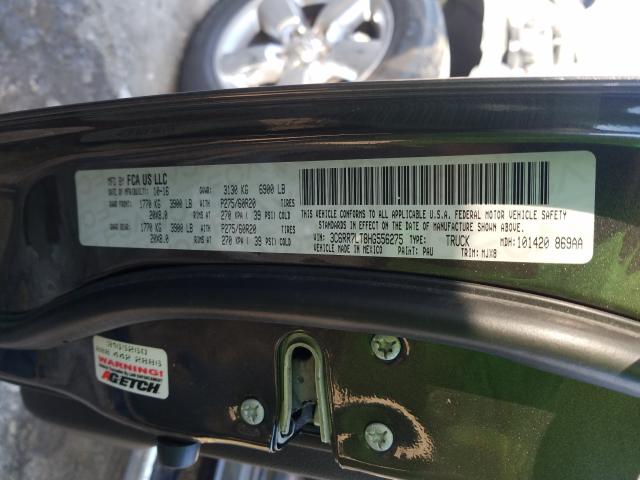 MFD BY FCA US LLC
DATE OF MFR(BUILT): 10-16 GVWR: 3130 KG 6900 LB
GAWR FRONT: 1770 KG 3900 LB WITH P275/60R20 TIRES
20X8.0 RIMS AT 270 KPA ( 39 PSI) COLD
GAWR REAR: 1770 KG 3900 LB WITH P275/60R20 TIRES
20X8.0 RIMS AT 270 KPA ( 39 PSI) COLD
THIS VEHICLE CONFORMS TO ALL APPLICABLE U.S.A. FEDERAL MOTOR VEHICLE SAFETY
STANDARDS IN EFFECT ON THE DATE OF MANUFACTURE SHOWN ABOVE.
VIN: 3C6RR7LT8HG556275 TYPE: TRUCK MDH: 101420 869AA
VEHICLE MADE IN MEXICO PAINT: PAU TRIM: MJX8
442 2886
WARNING!
ETCH